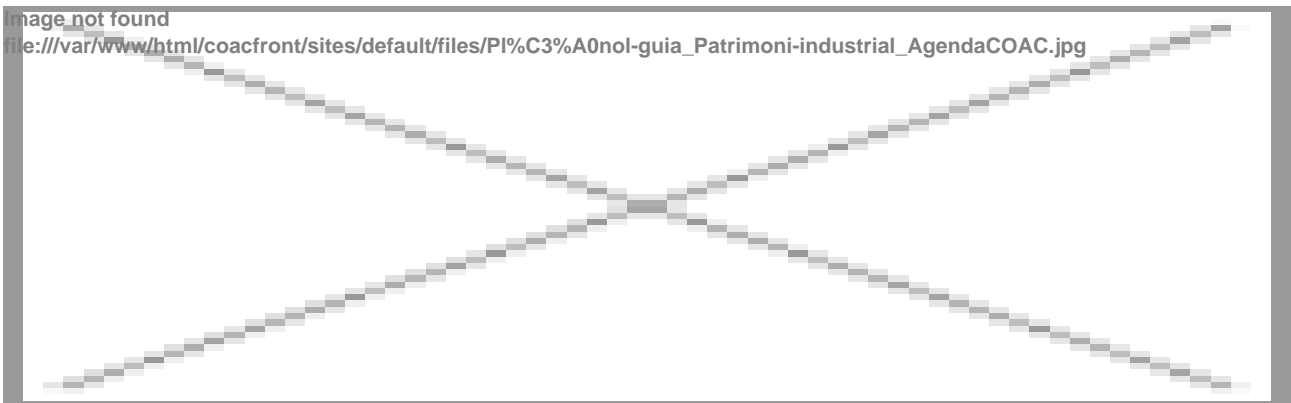 Image not found
file:///var/www/html/coacfront/sites/default/files/Pl%C3%A0nol-guia_Patrimoni-industrial_AgendaCOAC.jpg